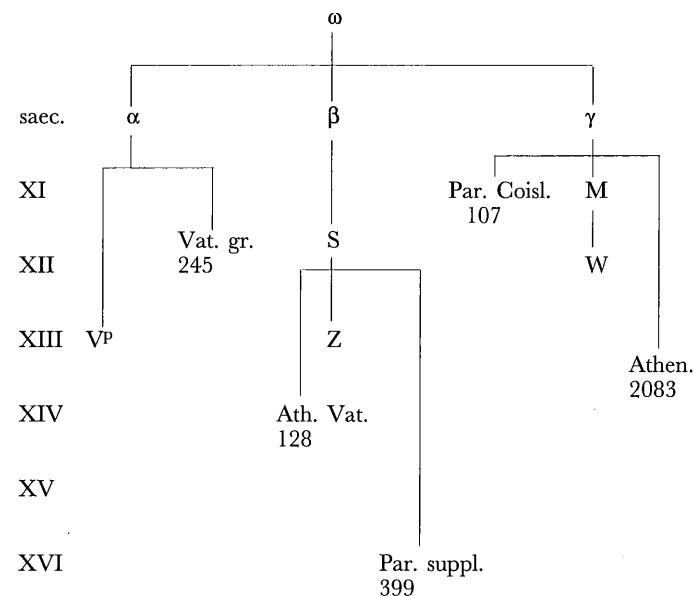 ω
saec. α β γ
XI Par. Coisl. M
107
Vat. gr. S
XII 245 W
XIII Vᵖ Z
Athen.
2083
XIV Ath. Vat.
128
XV
XVI Par. suppl.
399